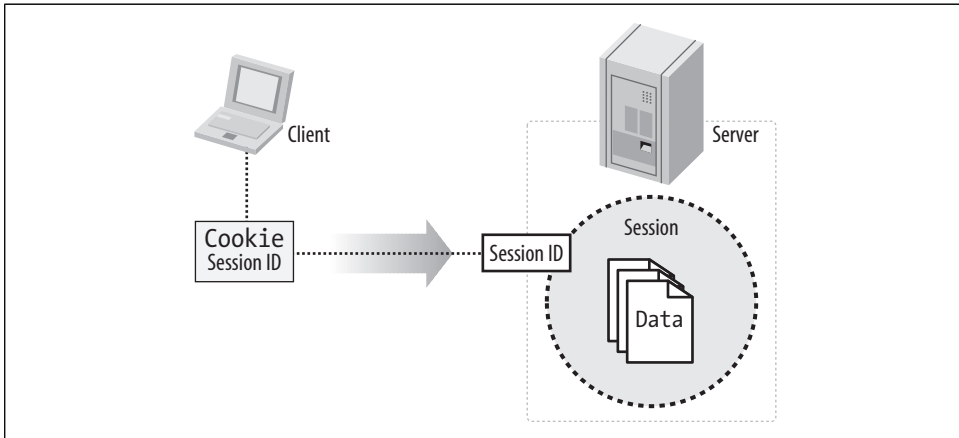 Client
Server
Cookie
Session ID
Session ID
Session
Data